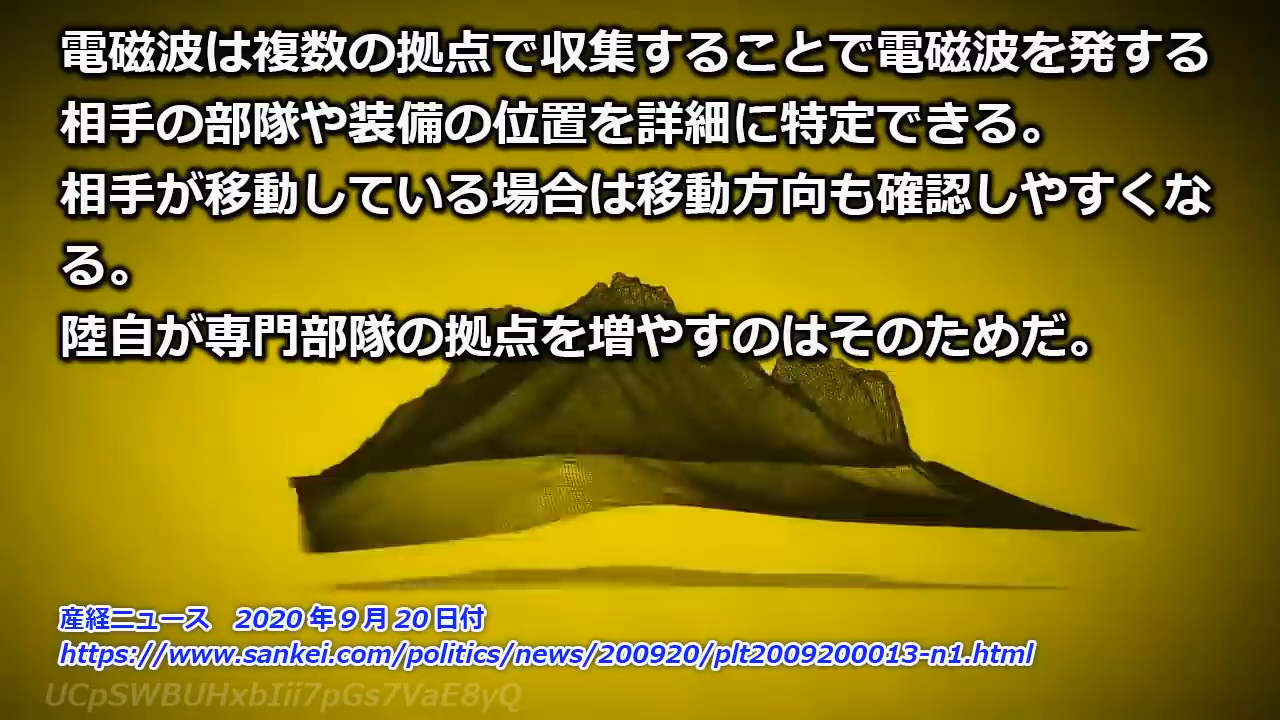 電磁波は複数の拠点で収集することで電磁波を発する
相手の部隊や装備の位置を詳細に特定できる。
相手が移動している場合は移動方向も確認しやすくな
る。
陸自が専門部隊の拠点を増やすのはそのためだ。
産経ニュース　2020年9月20日付
https://www.sankei.com/politics/news/200920/plt2009200013-n1.html
UCpSWBUHxbIii7pGs7VaE8yQ